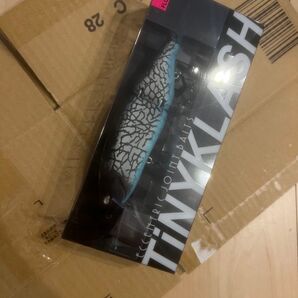 C 28
ECCENTRIC JOINT BAITS
TiNYKLASH